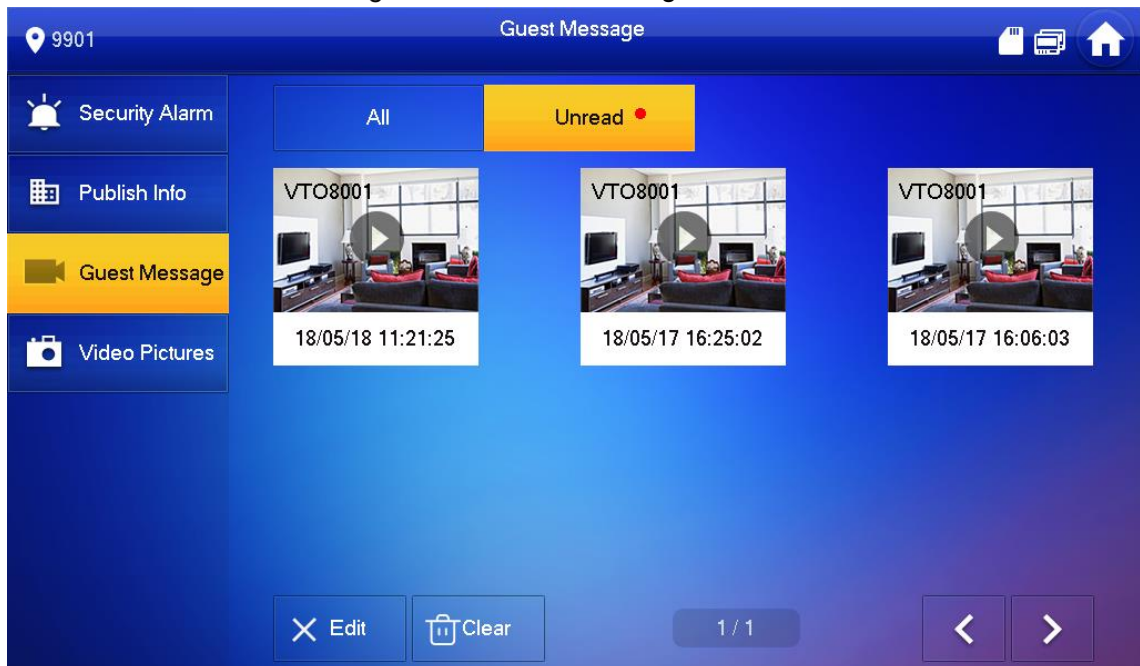 Guest Message
9901
Security Alarm
Publish Info
Guest Message
Video Pictures
All
Unread
VTO8001
18/05/18 11:21:25
VTO8001
18/05/17 16:25:02
VTO8001
18/05/17 16:06:03
Edit
Clear
1/1